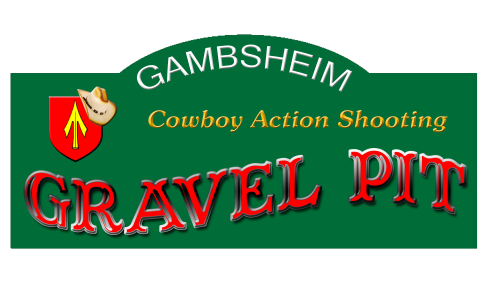 GAMBSHEIM
Cowboy Action Shooting
GRAVEL PIT